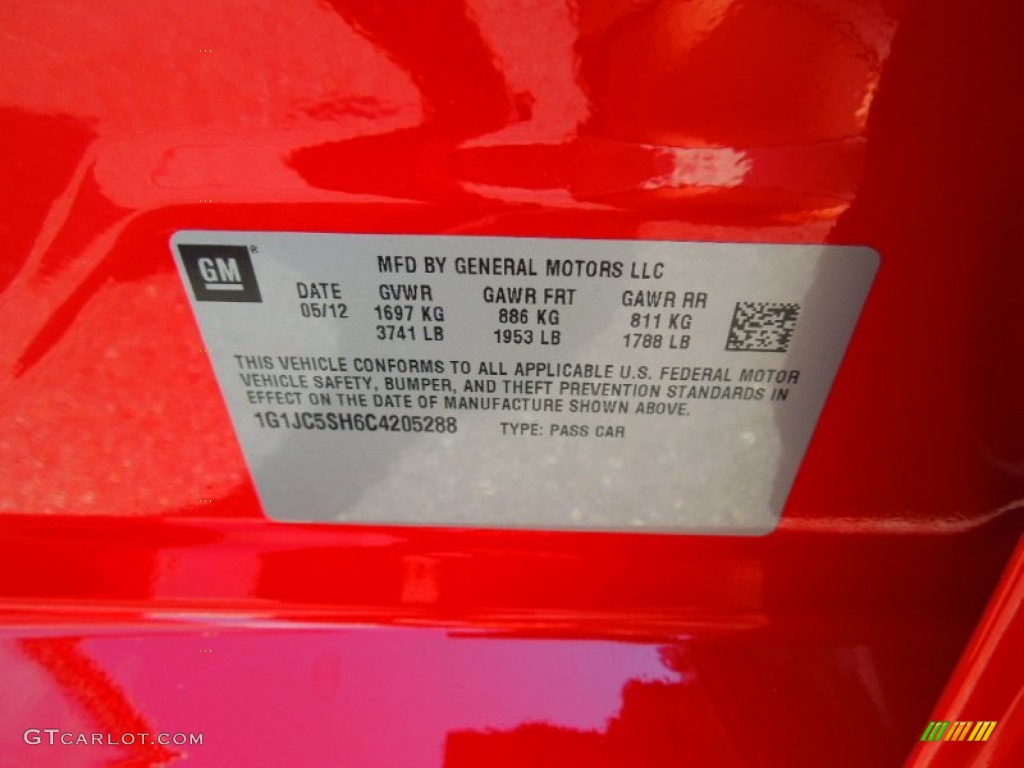 GM®
MFD BY GENERAL MOTORS LLC
DATE GVWR GAWR FRT GAWR RR
05/12 1697 KG 886 KG 811 KG
3741 LB 1953 LB 1788 LB
THIS VEHICLE CONFORMS TO ALL APPLICABLE U.S. FEDERAL MOTOR
VEHICLE SAFETY, BUMPER, AND THEFT PREVENTION STANDARDS IN
EFFECT ON THE DATE OF MANUFACTURE SHOWN ABOVE.
1G1JC5SH6C4205288 TYPE: PASS CAR
GTCARLOT.COM